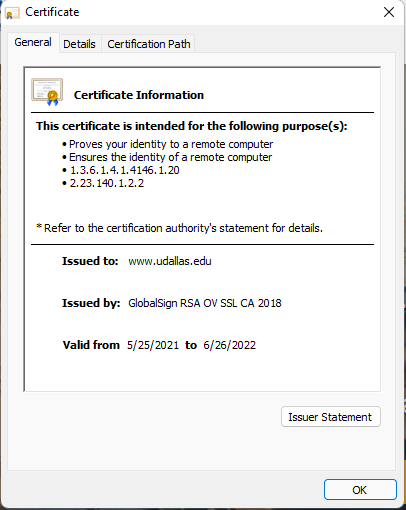 Certificate
General Details Certification Path
Certificate Information
This certificate is intended for the following purpose(s):
• Proves your identity to a remote computer
• Ensures the identity of a remote computer
• 1.3.6.1.4.1.4146.1.20
• 2.23.140.1.2.2
* Refer to the certification authority's statement for details.
Issued to: www.udallas.edu
Issued by: GlobalSign RSA OV SSL CA 2018
Valid from 5/25/2021 to 6/26/2022
Issuer Statement
OK